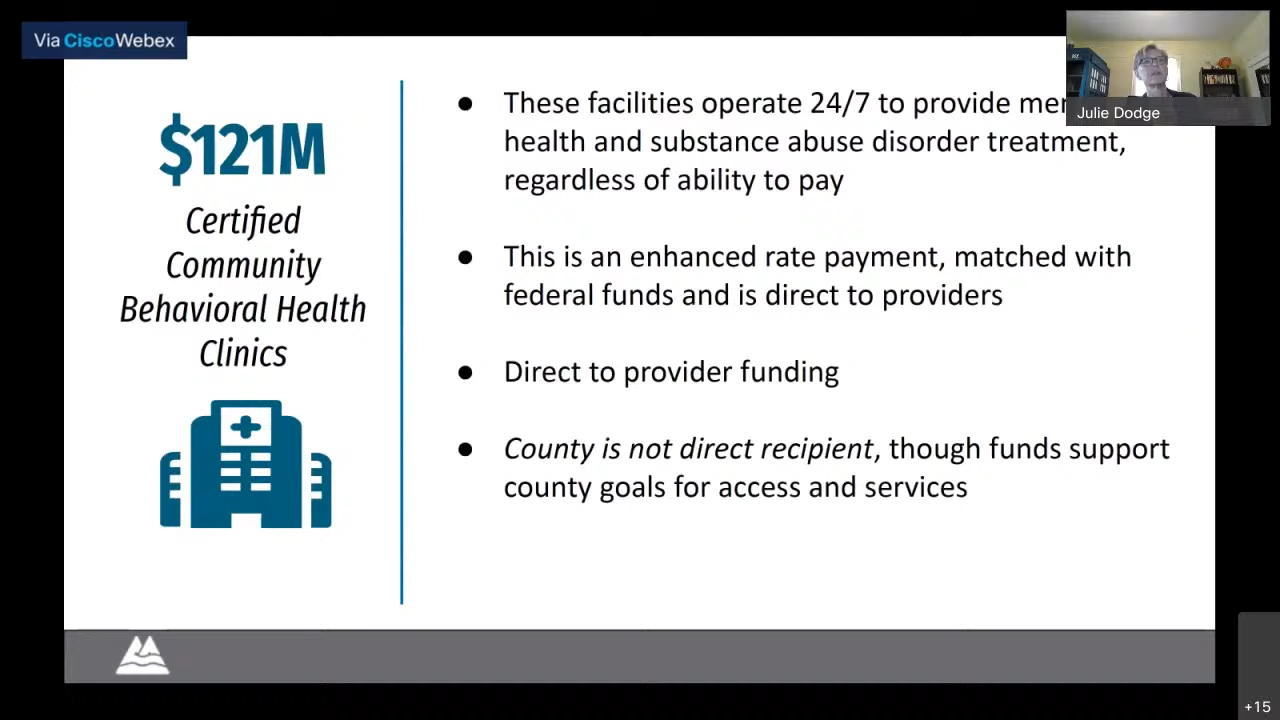 Via CiscoWebex
Julie Dodge
$121M
Certified
Community
Behavioral Health
Clinics
● These facilities operate 24/7 to provide
health and substance abuse disorder treatment,
regardless of ability to pay
● This is an enhanced rate payment, matched with
federal funds and is direct to providers
● Direct to provider funding
● County is not direct recipient, though funds support
county goals for access and services
+15